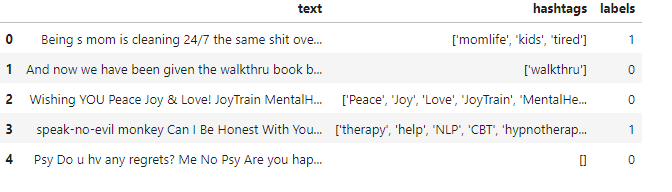 text hashtags labels
0 Being s mom is cleaning 24/7 the same shit ove... ['momlife', 'kids', 'tired'] 1
1 And now we have been given the walkthru book b... ['walkthru'] 0
2 Wishing YOU Peace Joy & Love! JoyTrain MentalH... ['Peace', 'Joy', 'Love', 'JoyTrain', 'MentalHe... 0
3 speak-no-evil monkey Can I Be Honest With You... ['therapy', 'help', 'NLP', 'CBT', 'hypnotherap... 1
4 Psy Do u hv any regrets? Me No Psy Are you hap... [] 0